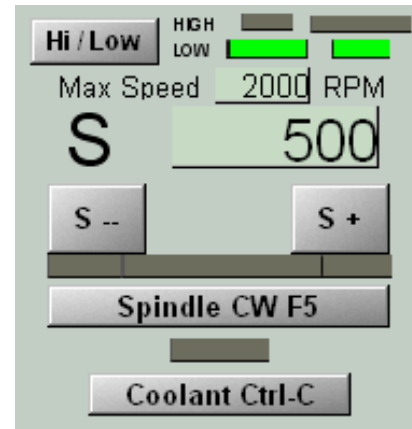 Hi / Low HIGH
LOW
Max Speed 2000 RPM
S 500
S -- S +
Spindle CW F5
Coolant Ctrl-C